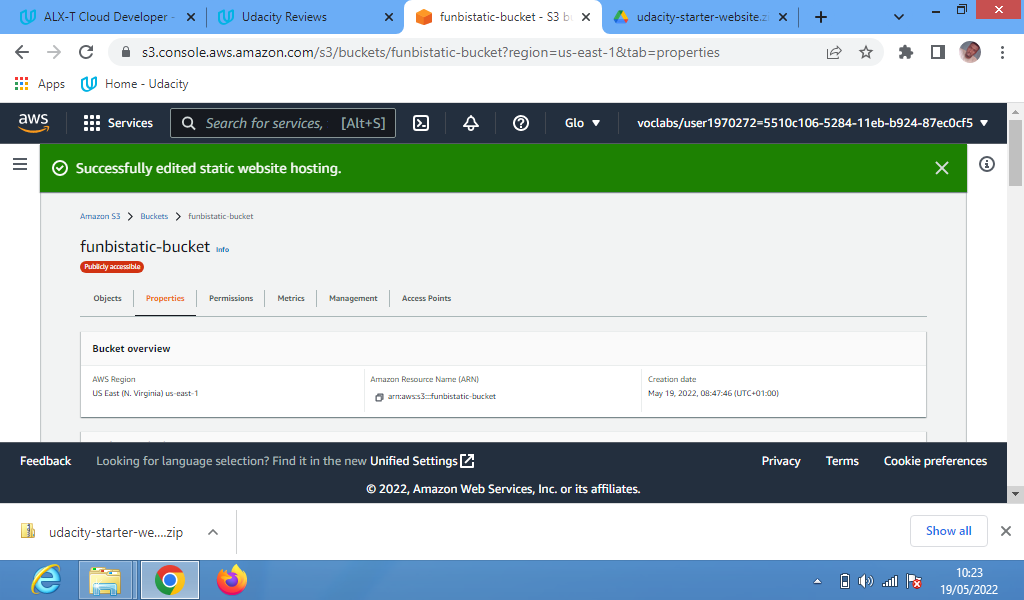 ALX-T Cloud Developer -
Udacity Reviews
funbistatic-bucket - S3 bu
udacity-starter-website.z
s3.console.aws.amazon.com/s3/buckets/funbistatic-bucket?region=us-east-1&tab=properties
Apps
Home - Udacity
aws
Services
Search for services,
[Alt+S]
Glo
voclabs/user1970272=5510c106-5284-11eb-b924-87ec0cf5
Successfully edited static website hosting.
Amazon S3
Buckets
funbistatic-bucket
funbistatic-bucket Info
Publicly accessible
Objects
Properties
Permissions
Metrics
Management
Access Points
Bucket overview
AWS Region
US East (N. Virginia) us-east-1
Amazon Resource Name (ARN)
arn:aws:s3:::funbistatic-bucket
Creation date
May 19, 2022, 08:47:46 (UTC+01:00)
Feedback
Looking for language selection? Find it in the new Unified Settings
Privacy
Terms
Cookie preferences
© 2022, Amazon Web Services, Inc. or its affiliates.
udacity-starter-we....zip
Show all
10:23
19/05/2022